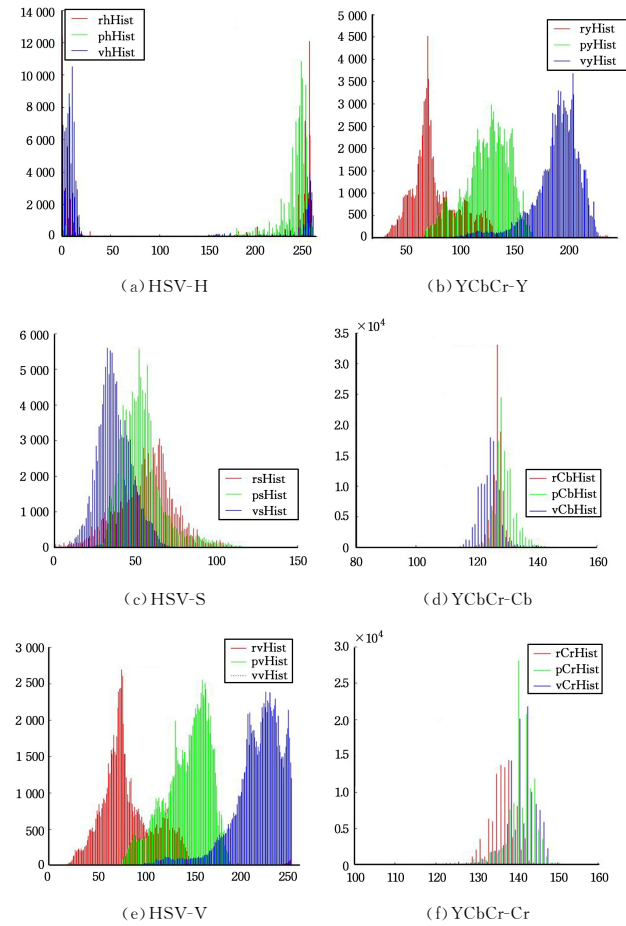 14 000
12 000
10 000
8 000
6 000
4 000
2 000
0
0 50 100 150 200 250
rhHist
phHist
vhHist
(a)HSV-H
5 000
4 500
4 000
3 500
3 000
2 500
2 000
1 500
1 000
500
0
50 100 150 200
ryHist
pyHist
vyHist
(b)YCbCr-Y
6 000
5 000
4 000
3 000
2 000
1 000
0
0 50 100 150
rsHist
psHist
vsHist
(c)HSV-S
×10^4
3.5
3.0
2.5
2.0
1.5
1.0
0.5
0
80 100 120 140 160
rCbHist
pCbHist
vCbHist
(d)YCbCr-Cb
3 000
2 500
2 000
1 500
1 000
500
0
0 50 100 150 200 250
rvHist
pvHist
vvHist
(e)HSV-V
×10^4
3.0
2.5
2.0
1.5
1.0
0.5
0
100 110 120 130 140 150 160
rCrHist
pCrHist
vCrHist
(f)YCbCr-Cr